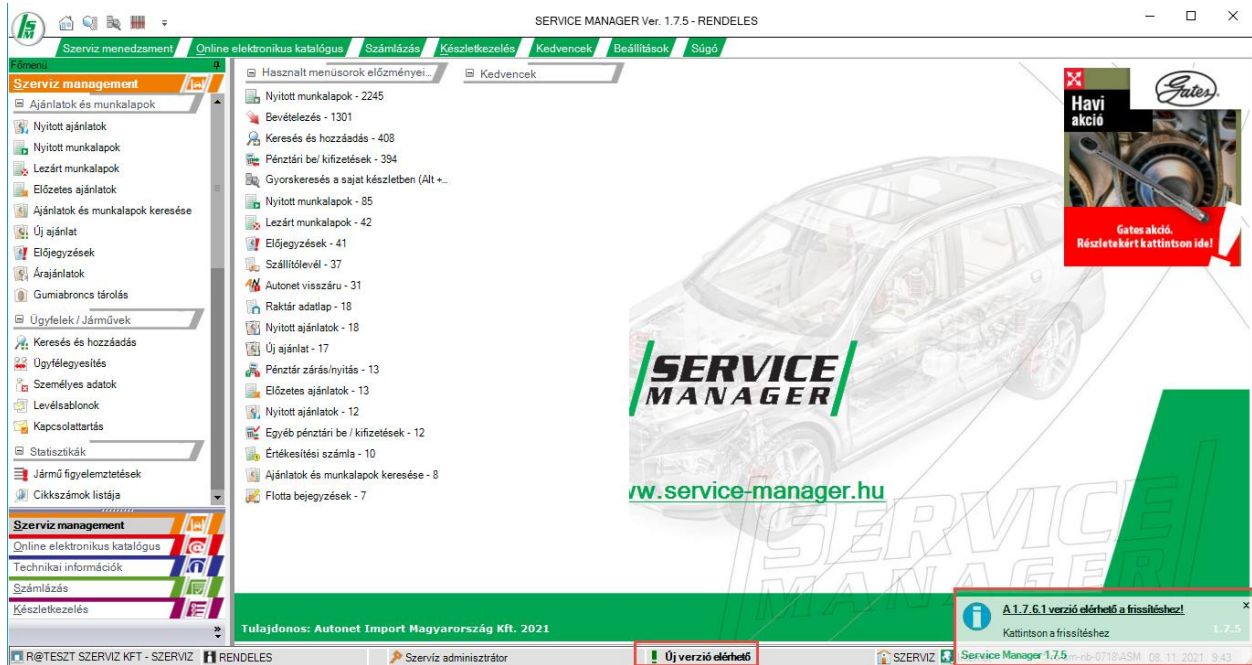 SERVICE MANAGER Ver. 1.7.5 - RENDELES
Szerviz menedzsment
Online elektronikus katalógus
Számlázás
Készletkezelés
Kedvencek
Beállítások
Súgó
Főmenü
Szerviz management
Ajánlatok és munkalapok
Nyitott ajánlatok
Nyitott munkalapok
Lezárt munkalapok
Előzetes ajánlatok
Ajánlatok és munkalapok keresése
Új ajánlat
Előjegyzések
Árajánlatok
Gumiabroncs tárolás
Ügyfelek / Járművek
Keresés és hozzáadás
Ügyfélegyesítés
Személyes adatok
Levélsablonok
Kapcsolattartás
Statisztikák
Jármű figyelemztetések
Cikkszámok listája
Szerviz management
Online elektronikus katalógus
Technikai információk
Számlázás
Készletkezelés
Használt menüsorok előzményei...
Nyitott munkalapok - 2245
Bevételezés - 1301
Keresés és hozzáadás - 408
Pénztári be/ kifizetések - 394
Gyorskeresés a sajat készletben (Alt +...
Nyitott munkalapok - 85
Lezárt munkalapok - 42
Előjegyzések - 41
Szállítólevél - 37
Autonet visszáru - 31
Raktár adatlap - 18
Nyitott ajánlatok - 18
Új ajánlat - 17
Pénztár zárás/nyitás - 13
Előzetes ajánlatok - 13
Nyitott ajánlatok - 12
Egyéb pénztári be / kifizetések - 12
Értékesítési számla - 10
Ajánlatok és munkalapok keresése - 8
Flotta bejegyzések - 7
Kedvencek
Havi
akció
Gates
Gates akció.
Részletekért kattintson ide!
SERVICE
MANAGER
ww.service-manager.hu
SERVICE
MANAGER
Tulajdonos: Autonet Import Magyarország Kft. 2021
A 1.7.6.1 verzió elérhető a frissítéshez!
Kattintson a frissítéshez
1.7.5
Service Manager 1.7.5
R@TESZT SZERVIZ KFT - SZERVIZ
RENDELES
Szervíz adminisztrátor
Új verzió elérhető
SZERVIZ
m-nb-0718\ASM
08. 11. 2021
9:43